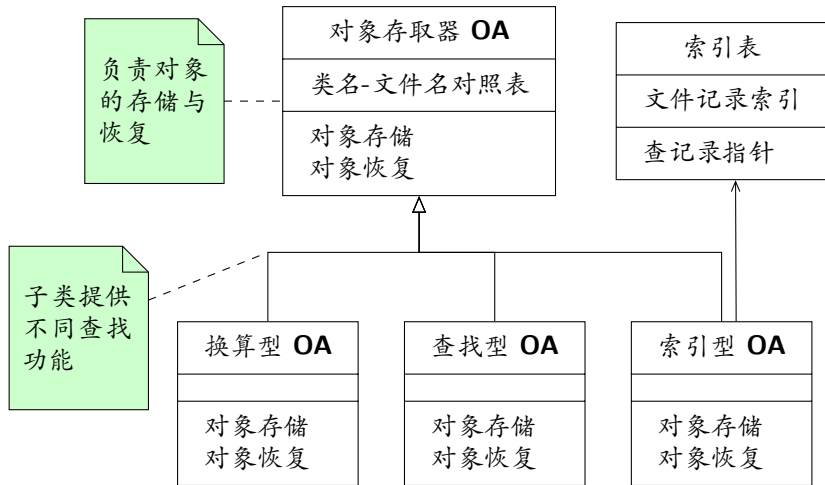 负责对象
的存储与
恢复
对象存取器 OA
类名-文件名对照表
对象存储
对象恢复
索引表
文件记录索引
查记录指针
子类提供
不同查找
功能
换算型 OA
对象存储
对象恢复
查找型 OA
对象存储
对象恢复
索引型 OA
对象存储
对象恢复